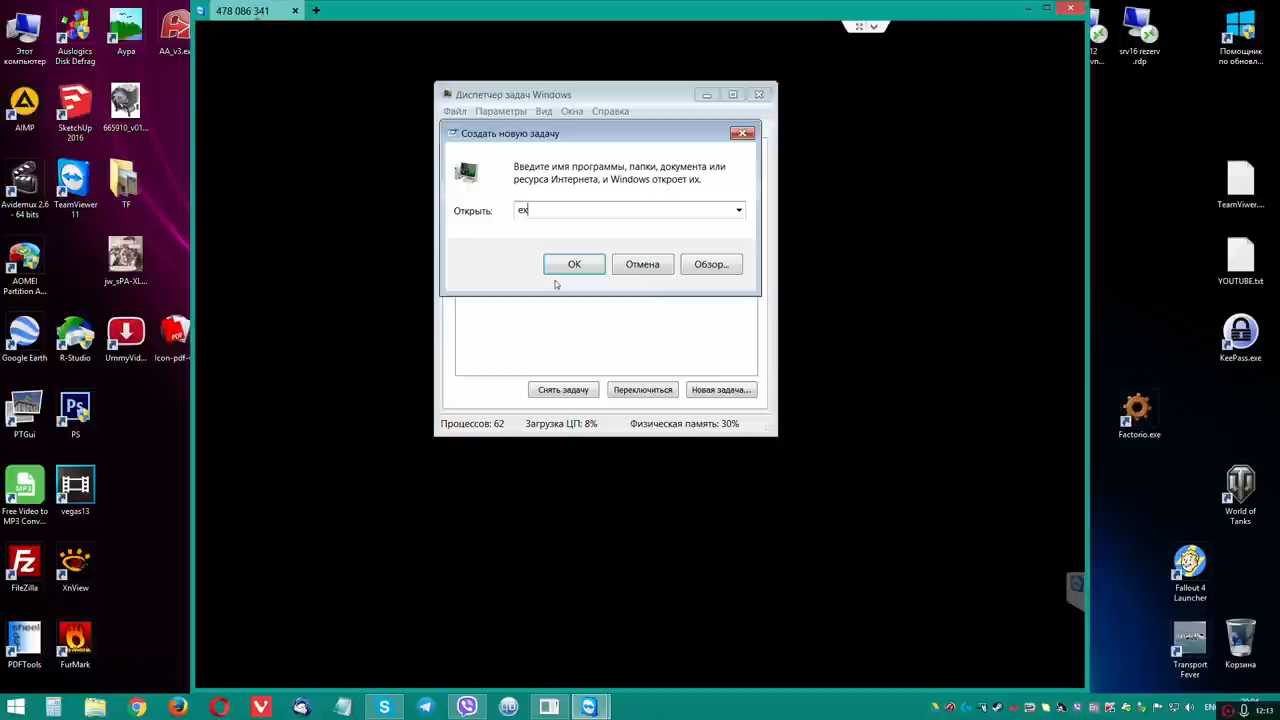 478 086 341
Диспетчер задач Windows
Файл Параметры Вид Окна Справка
Создать новую задачу
Введите имя программы, папки, документа или
ресурса Интернета, и Windows откроет их.
Открыть:
ex
ОК Отмена Обзор...
Снять задачу Переключиться Новая задача...
Процессов: 62 Загрузка ЦП: 8% Физическая память: 30%
Этот
компьютер
Auslogics
Disk Defrag
Аура
AA_v3.ex
AIMP
SketchUp
2016
665910_v01...
Avidemux 2.6 - 64 bits
TeamViewer
11
TF
AOMEI
Partition A...
jw_sPA-XL...
Google Earth
R-Studio
UmmyVid...
Icon-pdf-
PTGui
PS
Free Video to
MP3 Conv...
vegas13
FileZilla
XnView
PDFTools
FurMark
srv16 rezerv
.rdp
Помощник
по обновл...
TeamViwer....
YOUTUBE.txt
KeePass.exe
Factorio.exe
World of
Tanks
Fallout 4
Launcher
Transport
Fever
Корзина
12:13